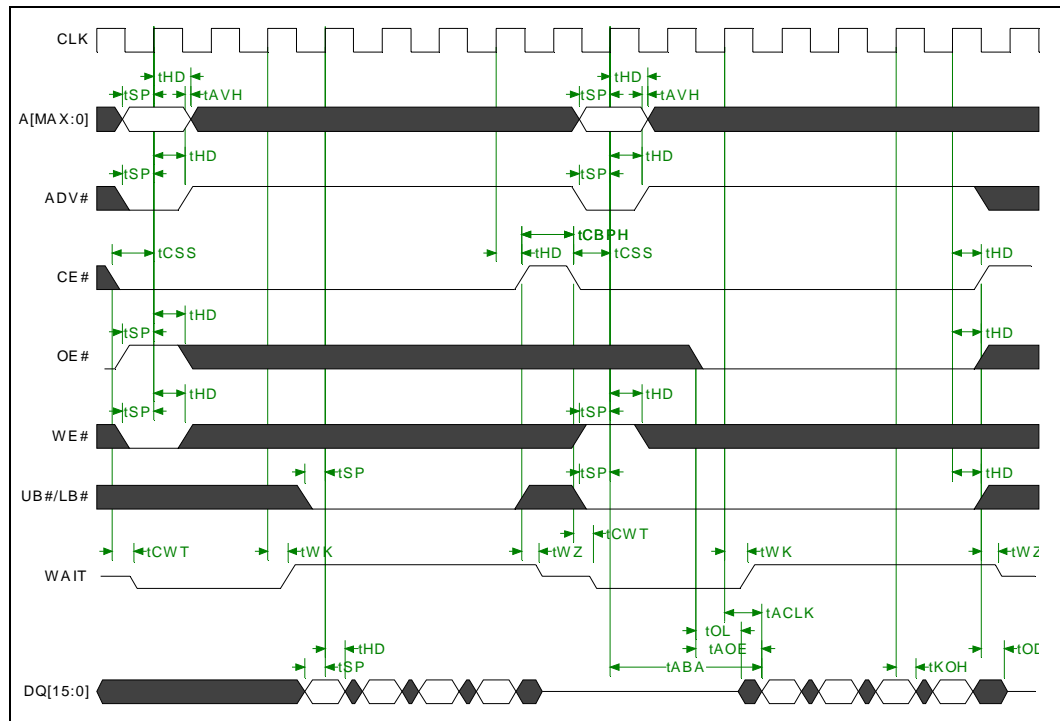 CLK
tHD tHD
tSP tAVH tSP tAVH
A[MAX:0]
tHD tHD
tSP tSP
ADV#
tCBPH
tCSS tHD tCSS tHD
CE#
tHD
tSP tHD
OE#
tHD tHD
tSP tSP
WE#
tSP tSP tHD
UB#/LB#
tCWT
tCWT tWK tWZ tWK tWZ
WAIT
tACLK
tOL
tHD tAOE
tSP tABA tKOH tOD
DQ[15:0]